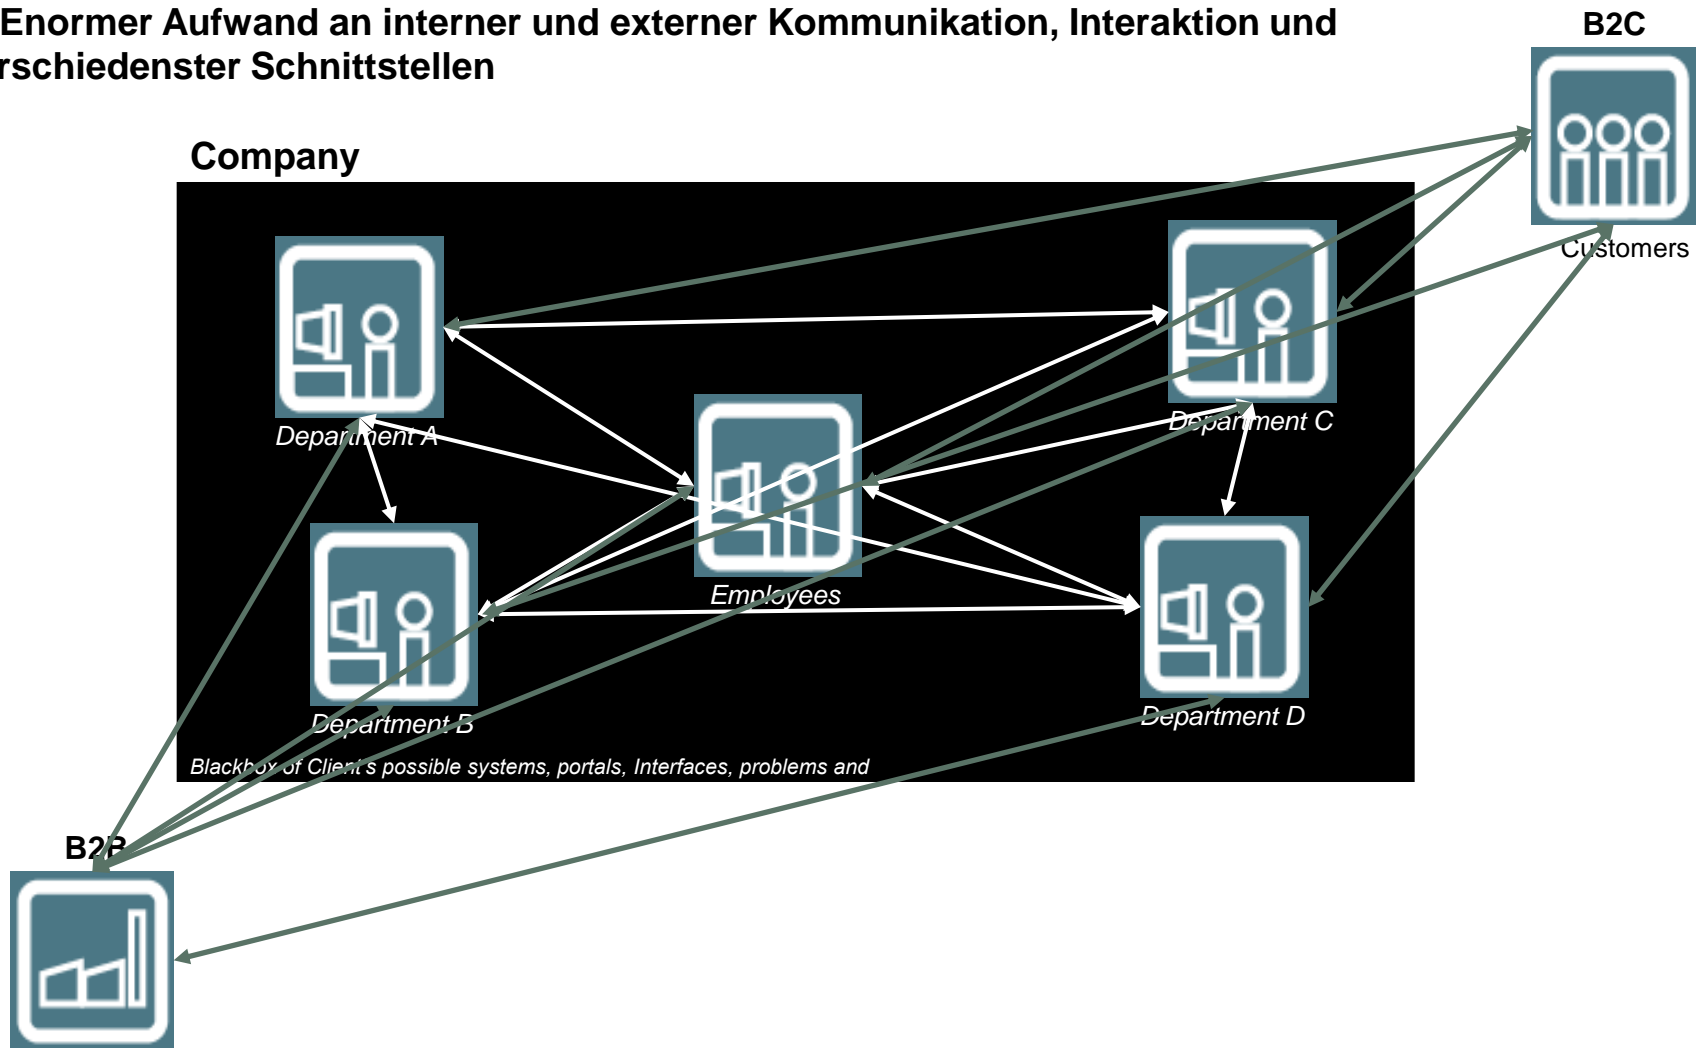 Enormer Aufwand an interner und externer Kommunikation, Interaktion und
rschiedenster Schnittstellen
B2C
Customers
Company
Department A
Department C
Employees
Department B
Department D
Blackbox of Client's possible systems, portals, Interfaces, problems and
B2B